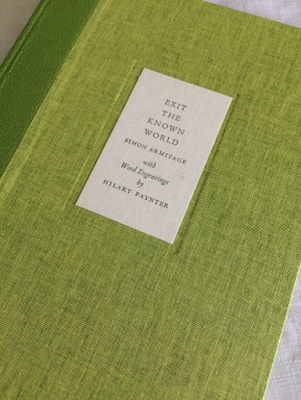 EXIT
THE
KNOWN
WORLD
SIMON ARMITAGE
with
Wood Engravings
by
HILARY PAYNTER